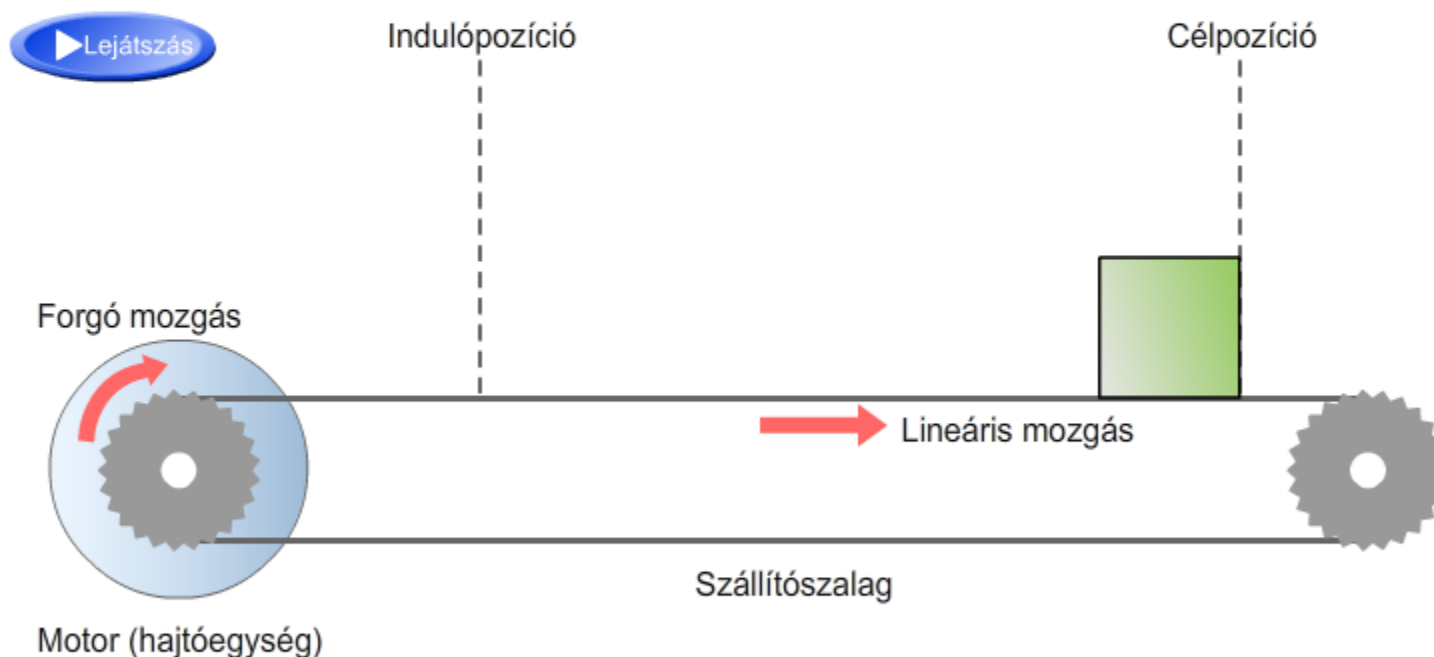 Lejátszás
Indulópozíció
Célpozíció
Forgó mozgás
Lineáris mozgás
Szállítószalag
Motor (hajtóegység)